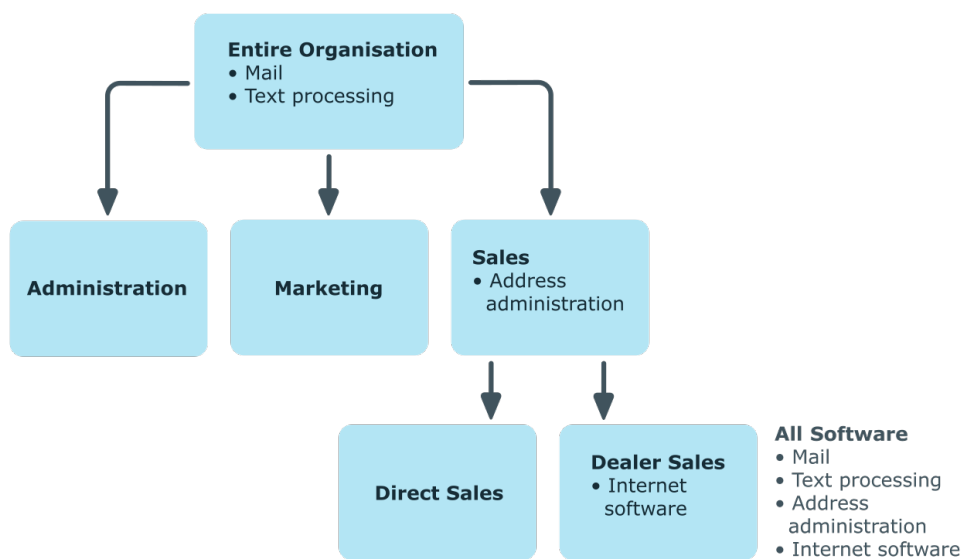 Entire Organisation
• Mail
• Text processing
Administration
Marketing
Sales
• Address
administration
Direct Sales
Dealer Sales
• Internet
software
All Software
• Mail
• Text processing
• Address
administration
• Internet software